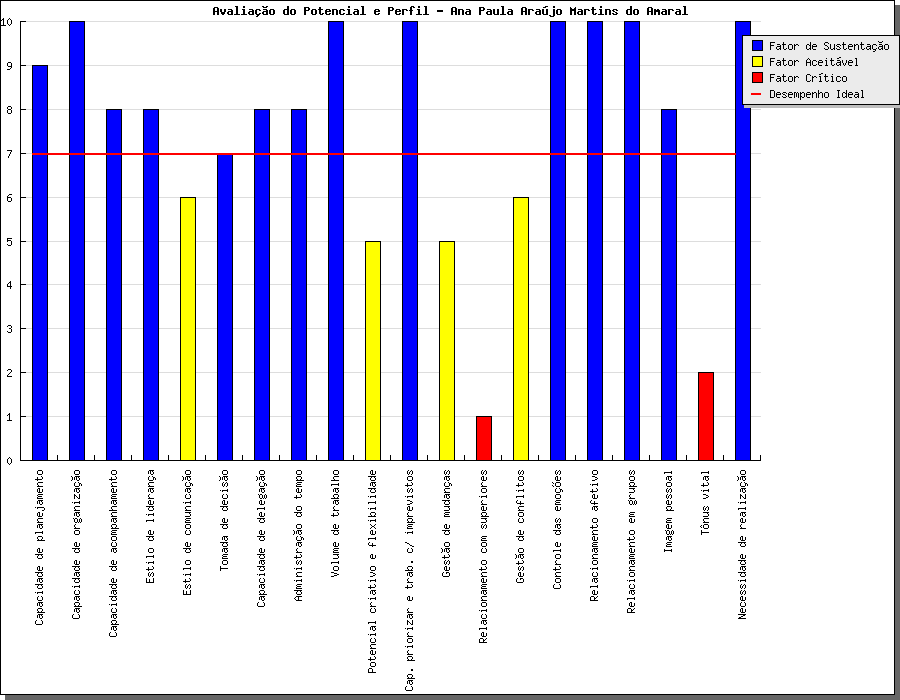 Avaliação do Potencial e Perfil - Ana Paula Araújo Martins do Amaral
Fator de Sustentação
Fator Aceitável
Fator Crítico
Desempenho Ideal
10
9
8
7
6
5
4
3
2
1
0
Capacidade de planejamento
Capacidade de organização
Capacidade de acompanhamento
Estilo de liderança
Estilo de comunicação
Tomada de decisão
Capacidade de delegação
Administração do tempo
Volume de trabalho
Potencial criativo e flexibilidade
Cap. priorizar e trab. c/ imprevistos
Gestão de mudanças
Relacionamento com superiores
Gestão de conflitos
Controle das emoções
Relacionamento afetivo
Relacionamento em grupos
Imagem pessoal
Tônus vital
Necessidade de realização